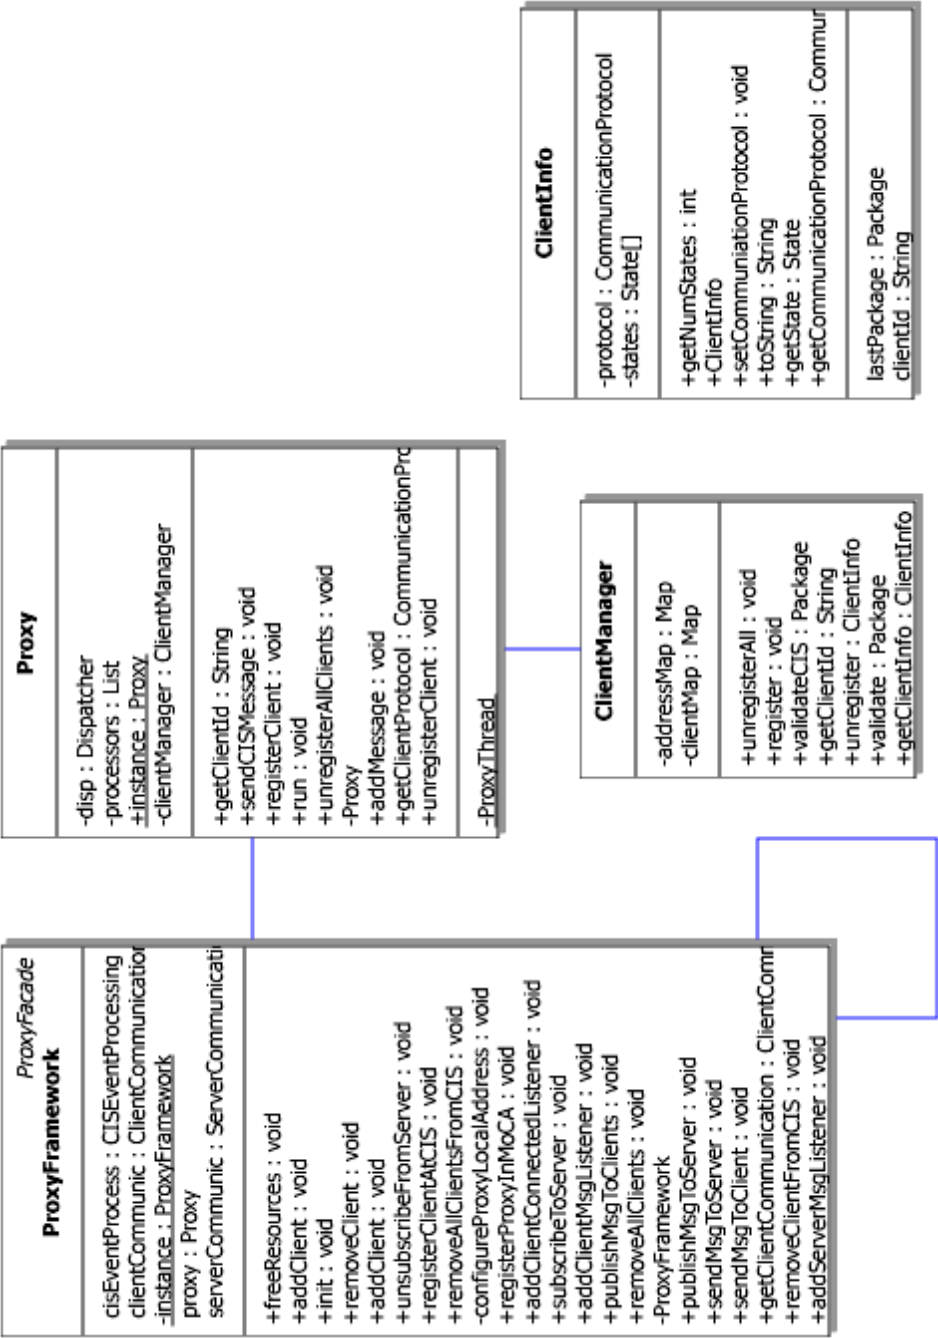 ProxyFacade
ProxyFramework
cisEventProcess : CISEventProcessing
clientCommunic : ClientCommunication
-instance : ProxyFramework
proxy : Proxy
serverCommunic : ServerCommunicati
+freeResources : void
+addClient : void
+init : void
+removeClient : void
+addClient : void
+unsubscribeFromServer : void
+registerClientAtCIS : void
+removeAllClientsFromCIS : void
-configureProxyLocalAddress : void
+registerProxyInMoCA : void
+addClientConnectedListener : void
+subscribeToServer : void
+addClientMsgListener : void
+publishMsgToClients : void
+removeAllClients : void
-ProxyFramework
+publishMsgToServer : void
+sendMsgToServer : void
+sendMsgToClient : void
+getClientCommunication : ClientComm
+removeClientFromCIS : void
+addServerMsgListener : void
Proxy
-disp : Dispatcher
-processors : List
+instance : Proxy
-clientManager : ClientManager
+getClientId : String
+sendCISMessage : void
+registerClient : void
+run : void
+unregisterAllClients : void
-Proxy
+addMessage : void
+getClientProtocol : CommunicationPro
+unregisterClient : void
-ProxyThread
ClientManager
-addressMap : Map
-clientMap : Map
+unregisterAll : void
+register : void
+validateCIS : Package
+getClientId : String
+unregister : ClientInfo
+validate : Package
+getClientInfo : ClientInfo
ClientInfo
-protocol : CommunicationProtocol
-states : State[]
+getNumStates : int
+ClientInfo
+setCommuniationProtocol : void
+toString : String
+getState : State
+getCommunicationProtocol : Commur
lastPackage : Package
clientId : String